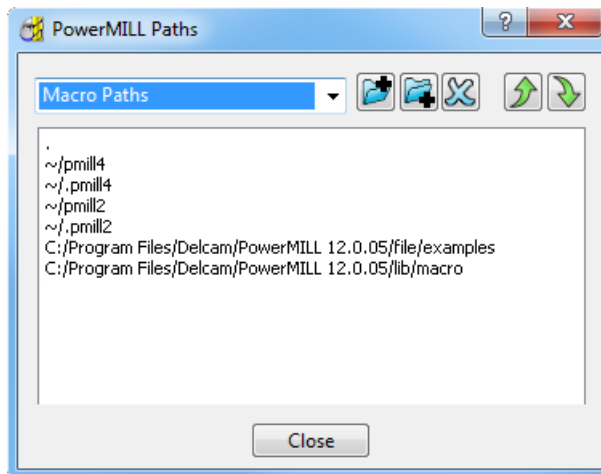 PowerMILL Paths
?
Macro Paths
.
~/pmill4
~/.pmill4
~/pmill2
~/.pmill2
C:/Program Files/Delcam/PowerMILL 12.0.05/file/examples
C:/Program Files/Delcam/PowerMILL 12.0.05/lib/macro
Close